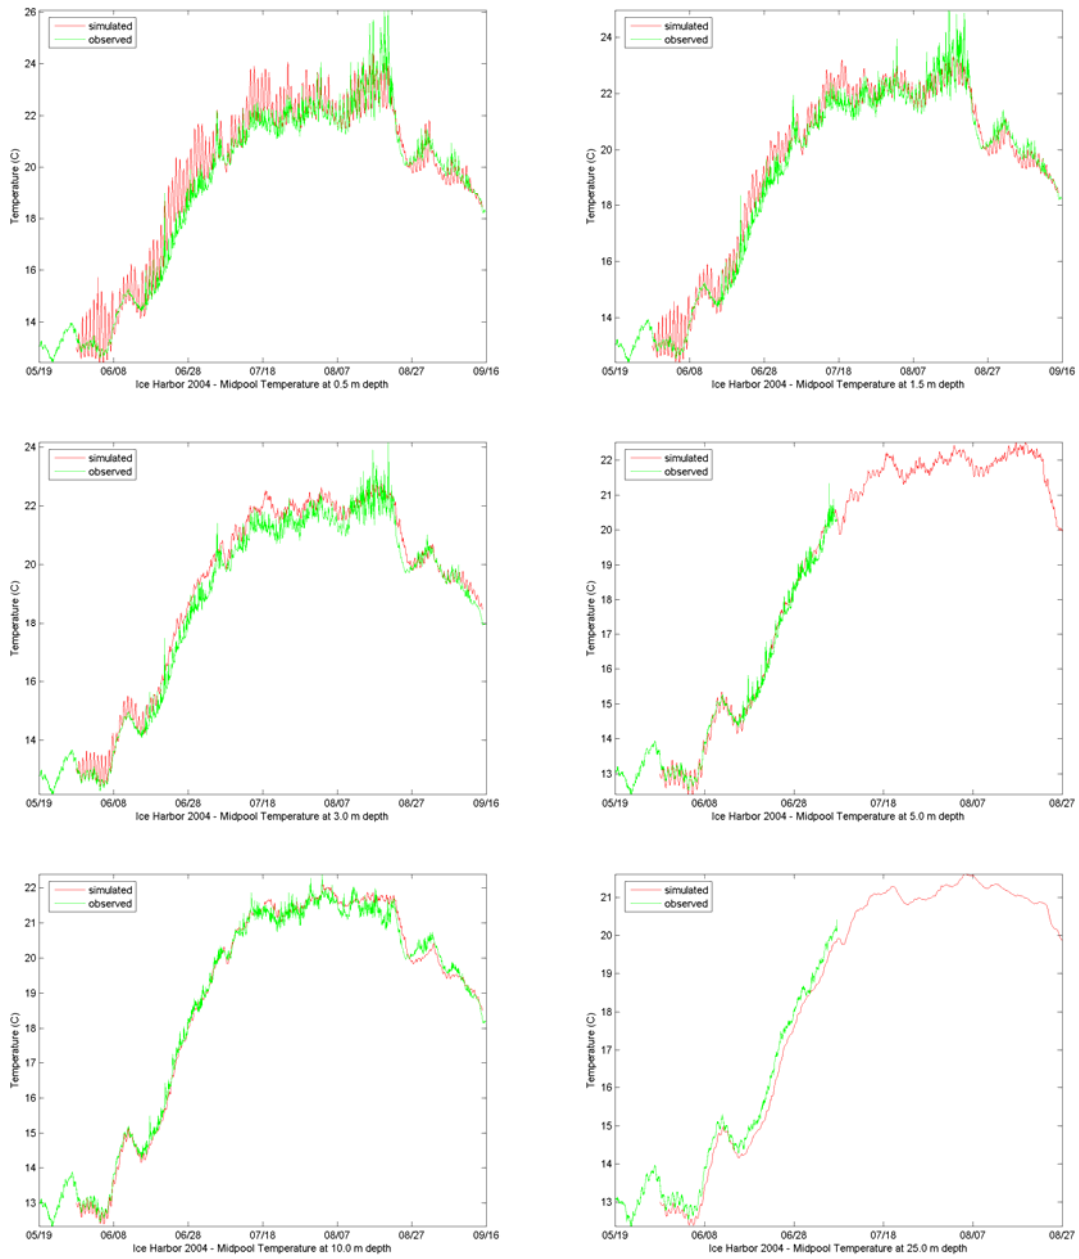 simulated
observed
26
24
22
20
18
16
14
Temperature (C)
05/19 06/08 06/28 07/18 08/07 08/27 09/16
Ice Harbor 2004 - Midpool Temperature at 0.5 m depth
simulated
observed
24
22
20
18
16
14
Temperature (C)
05/19 06/08 06/28 07/18 08/07 08/27 09/16
Ice Harbor 2004 - Midpool Temperature at 1.5 m depth
simulated
observed
24
22
20
18
16
14
Temperature (C)
05/19 06/08 06/28 07/18 08/07 08/27 09/16
Ice Harbor 2004 - Midpool Temperature at 3.0 m depth
simulated
observed
22
21
20
19
18
17
16
15
14
13
Temperature (C)
05/19 06/08 06/28 07/18 08/07 08/27
Ice Harbor 2004 - Midpool Temperature at 5.0 m depth
simulated
observed
22
21
20
19
18
17
16
15
14
13
Temperature (C)
05/19 06/08 06/28 07/18 08/07 08/27 09/16
Ice Harbor 2004 - Midpool Temperature at 10.0 m depth
simulated
observed
21
20
19
18
17
16
15
14
13
Temperature (C)
05/19 06/08 06/28 07/18 08/07 08/27
Ice Harbor 2004 - Midpool Temperature at 25.0 m depth